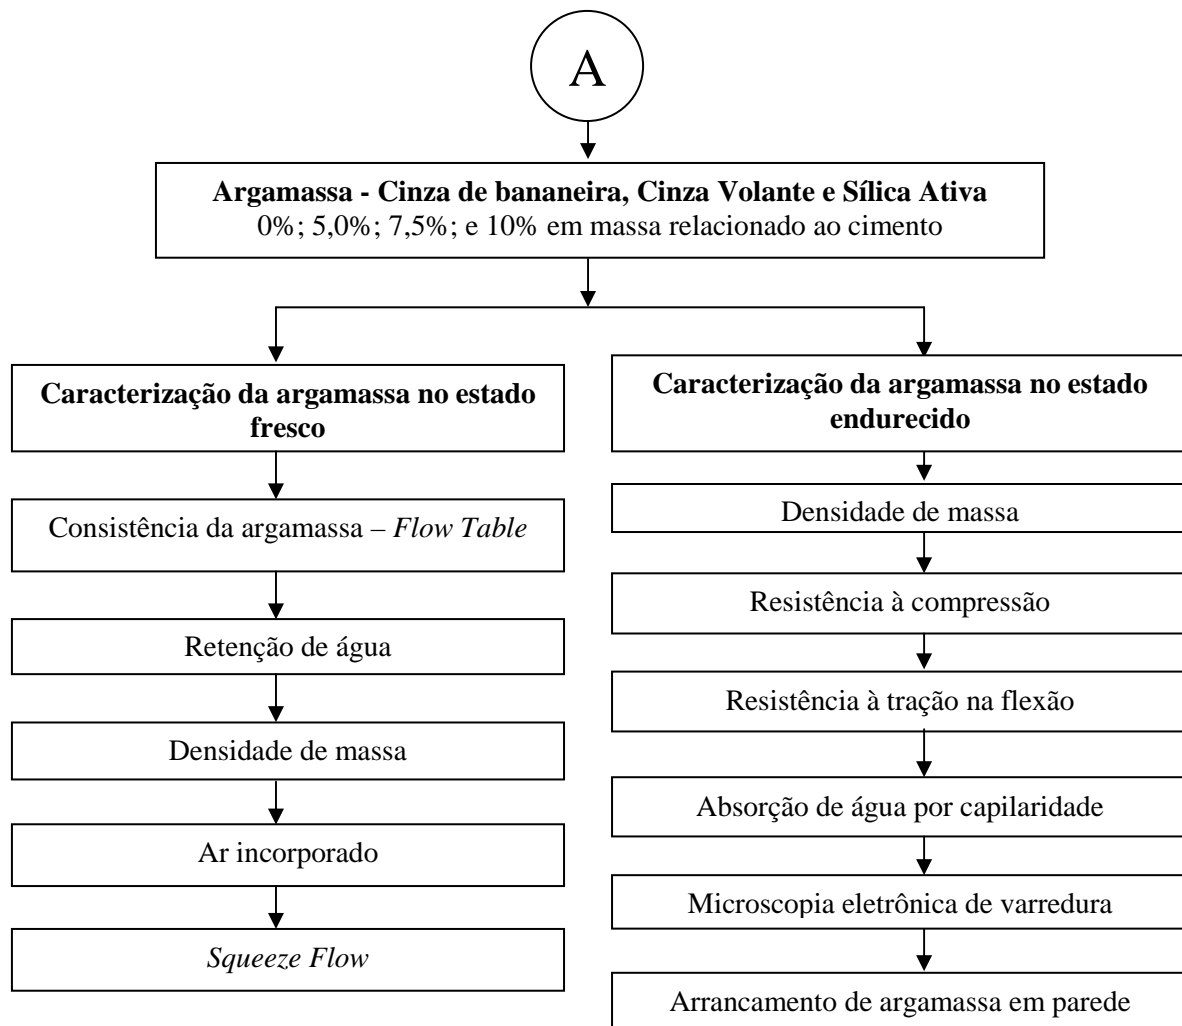 A
Argamassa - Cinza de bananeira, Cinza Volante e Sílica Ativa
0%; 5,0%; 7,5%; e 10% em massa relacionado ao cimento
Caracterização da argamassa no estado
fresco
Consistência da argamassa – Flow Table
Retenção de água
Densidade de massa
Ar incorporado
Squeeze Flow
Caracterização da argamassa no estado
endurecido
Densidade de massa
Resistência à compressão
Resistência à tração na flexão
Absorção de água por capilaridade
Microscopia eletrônica de varredura
Arrancamento de argamassa em parede